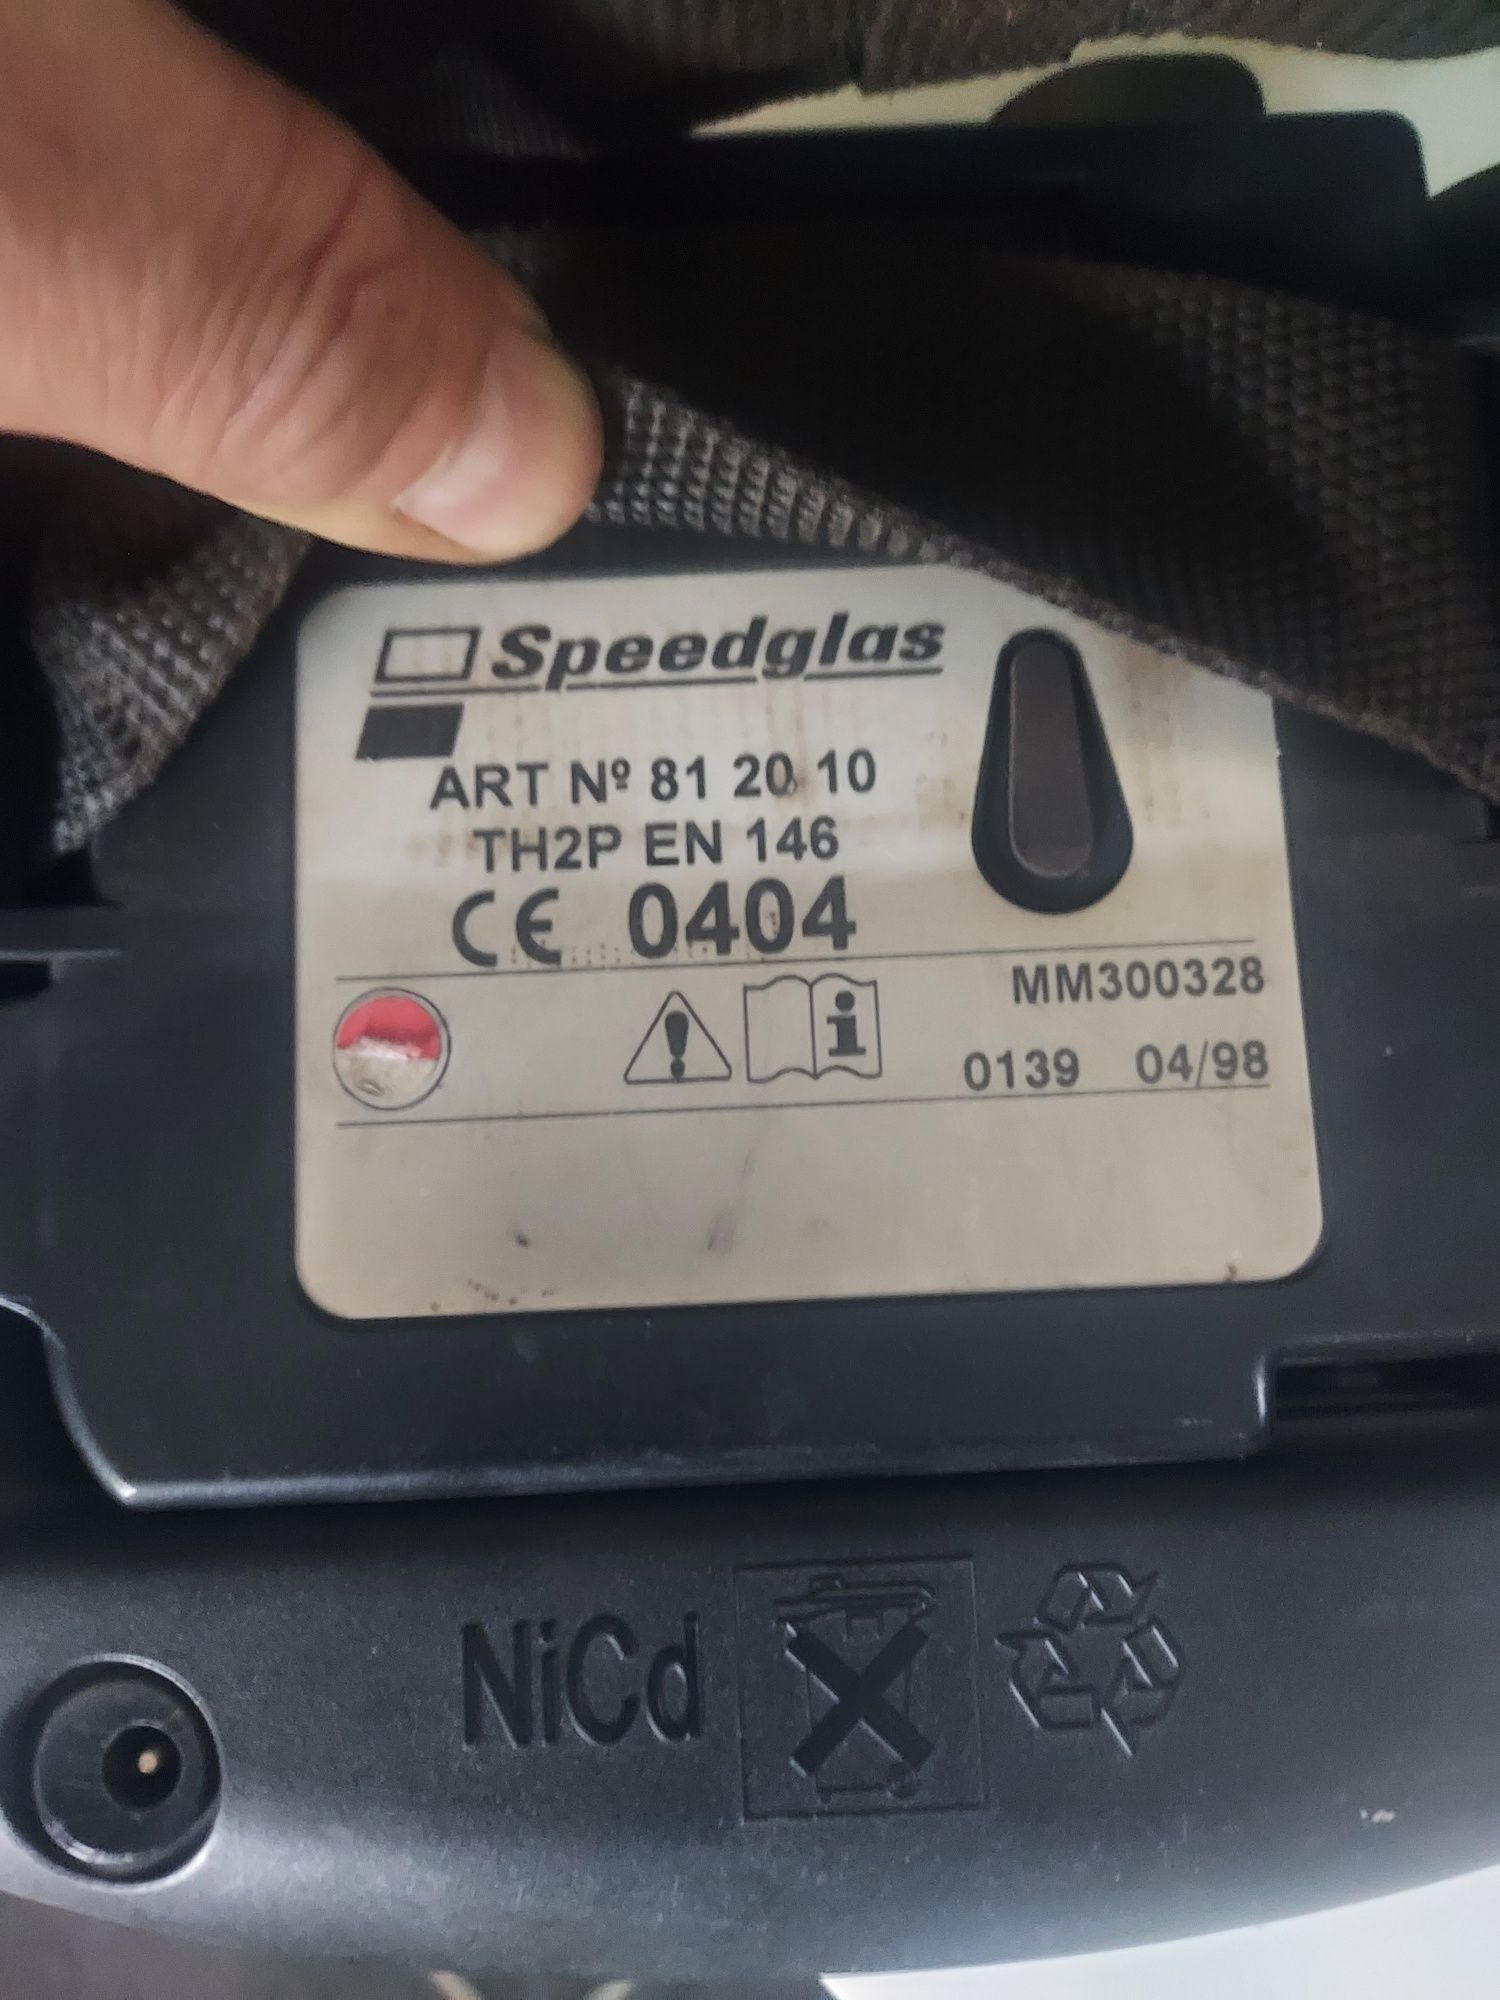 Speedglas
ART Nº 81 20 10
TH2P EN 146
CE 0404
MM300328
0139 04/98
NiCd